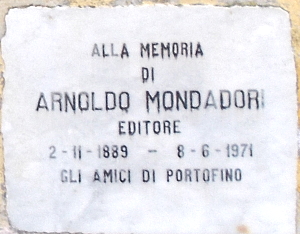 ALLA MEMORIA
DI
ARNOLDO MONDADORI
EDITORE
2-11-1889 - 8-6-1971
GLI AMICI DI PORTOFINO